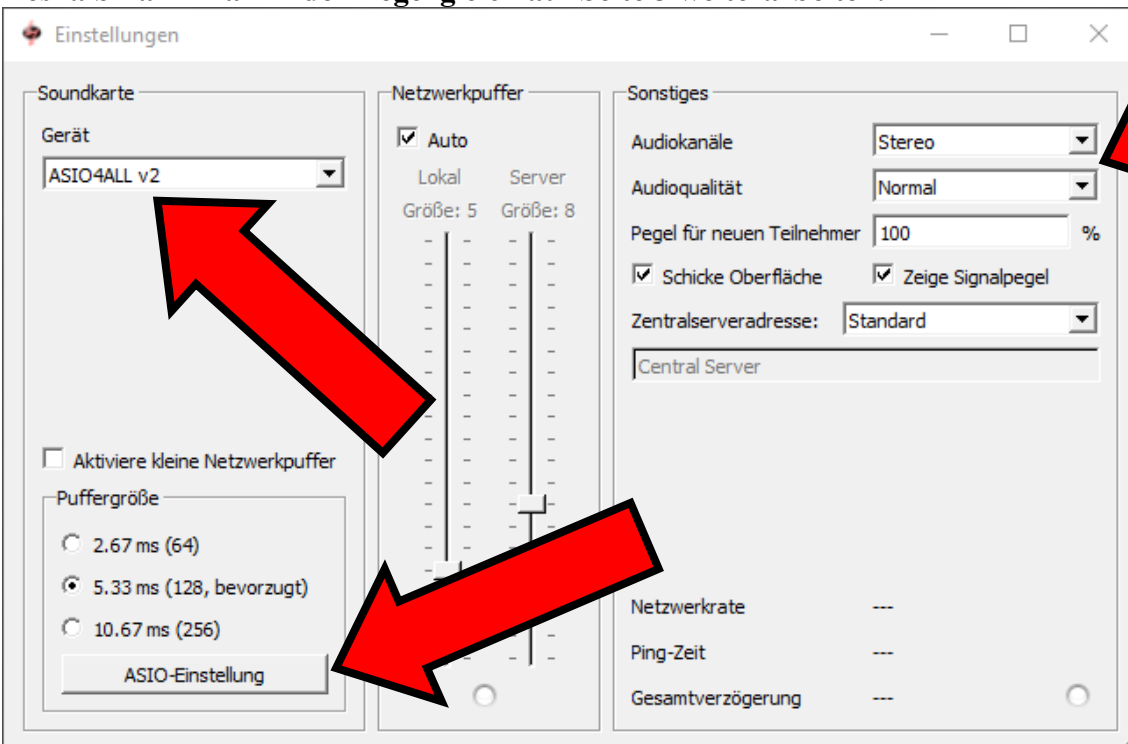 Einstellungen
Soundkarte
Gerät
ASIO4ALL v2
Aktiviere kleine Netzwerkpuffer
Puffergröße
2.67 ms (64)
5.33 ms (128, bevorzugt)
10.67 ms (256)
ASIO-Einstellung
Netzwerkpuffer
Auto
Lokal Server
Größe: 5 Größe: 8
Sonstiges
Audiokanäle Stereo
Audioqualität Normal
Pegel für neuen Teilnehmer 100 %
Schicke Oberfläche Zeige Signalpegel
Zentralserveradresse: Standard
Central Server
Netzwerkrate ---
Ping-Zeit ---
Gesamtverzögerung ---